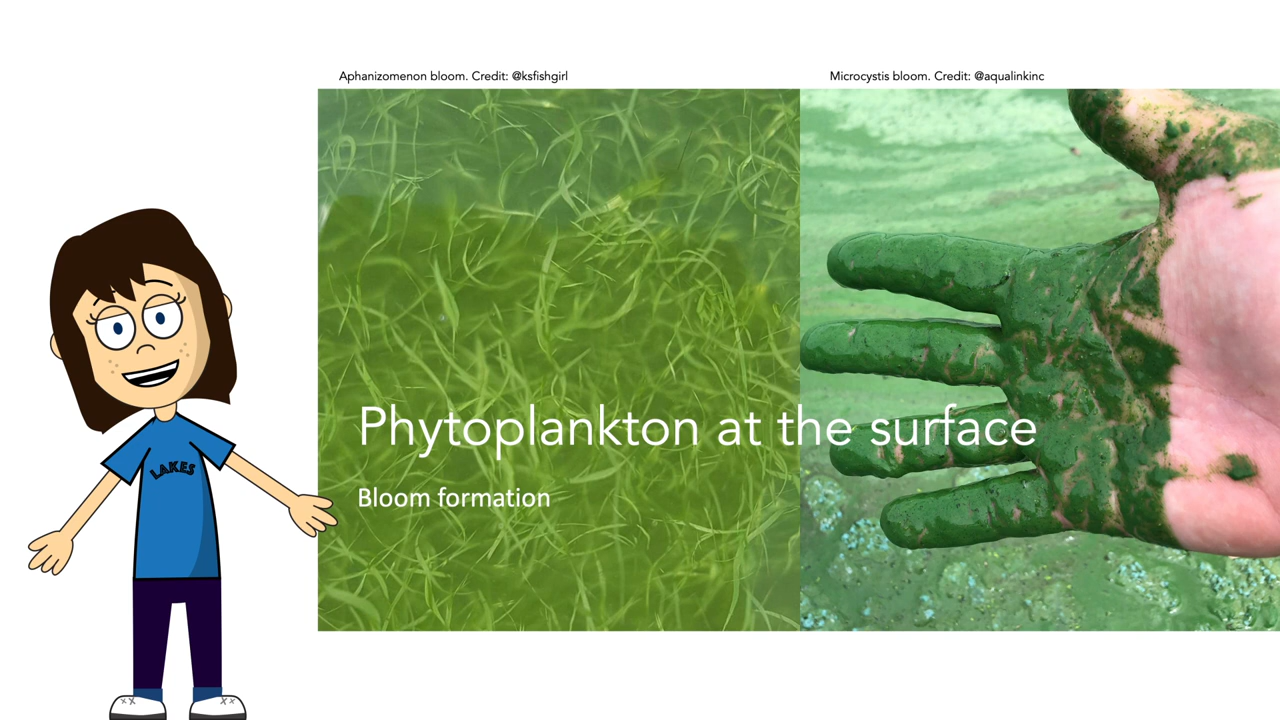 Aphanizomenon bloom. Credit: @ksfishgirl
Microcystis bloom. Credit: @aqualinkinc
Phytoplankton at the surface
Bloom formation
LAKES